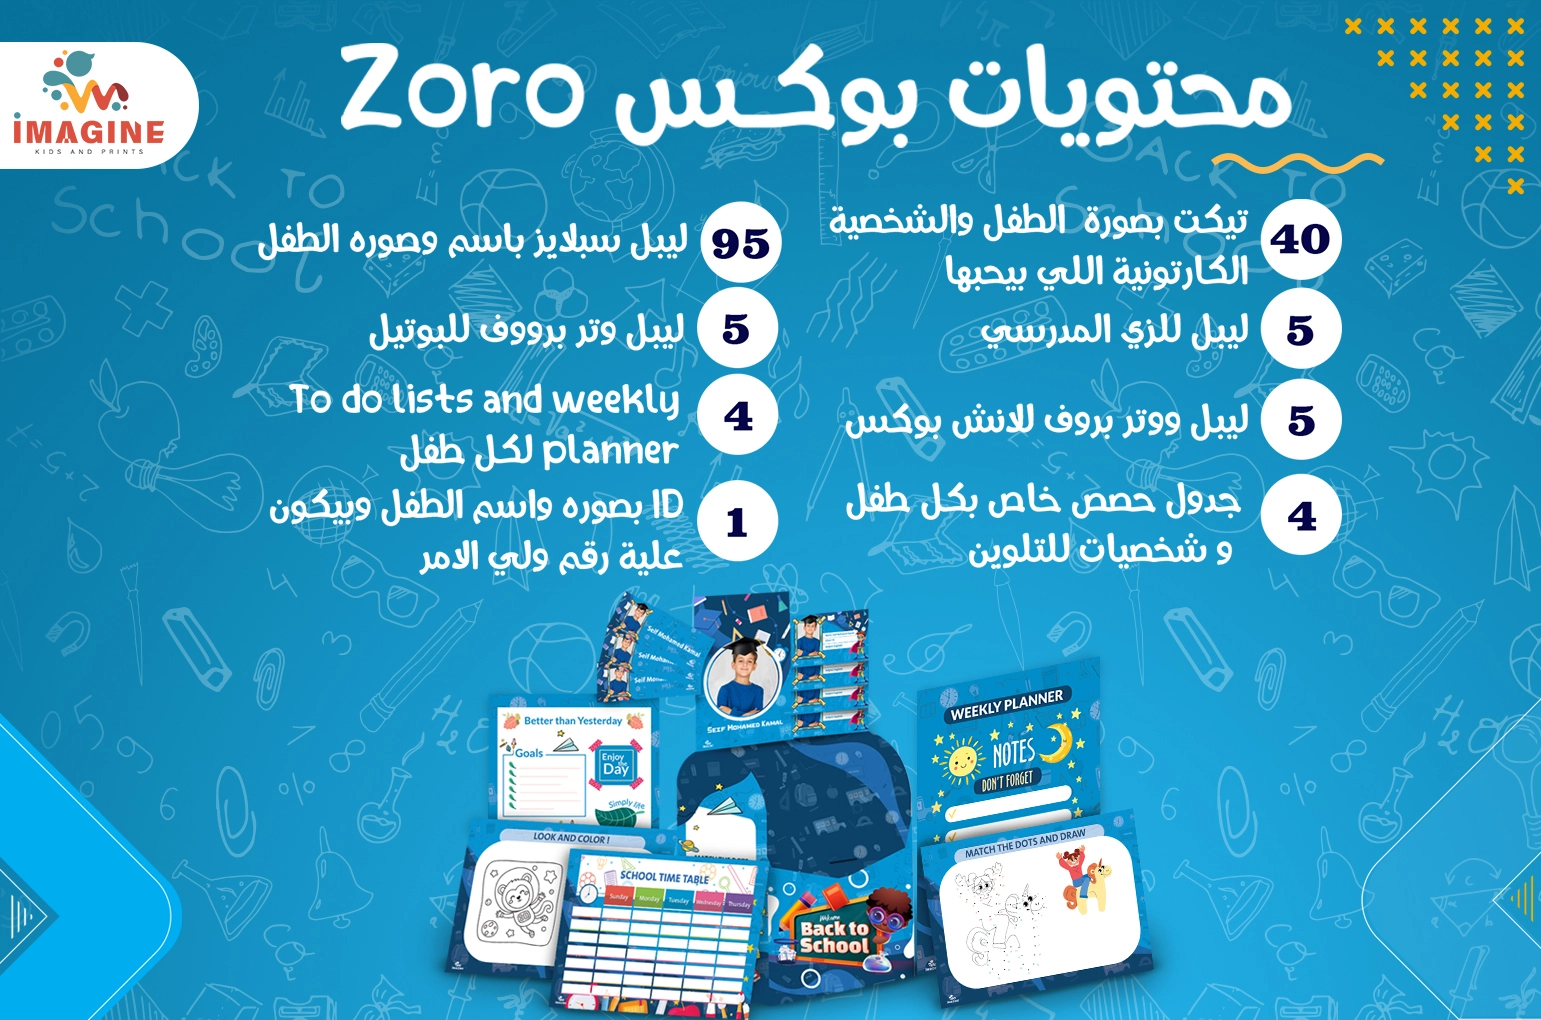 iMAGINE
KIDS AND PRINTS
محتويات بوكس Zoro
40
تيكت بصورة الطفل والشخصية
الكارتونية اللي بيحبها
5
ليبل للزي المدرسي
5
ليبل ووتر بروف للانش بوكس
4
جدول حصص خاص بكل طفل
و شخصيات للتلوين
95
ليبل سبلايز باسم وصوره الطفل
5
ليبل وتر برووف للبوتيل
4
To do lists and weekly
planner لكل طفل
1
ID بصوره واسم الطفل وبيكون
علية رقم ولي الامر
Seif Mohamed Kamal
SEIF MOHAMED KAMAL
Better than Yesterday
Goals
Enjoy
the
Day
Simply life
LOOK AND COLOR !
SCHOOL TIME TABLE
Sunday Monday Tuesday Wednesday Thursday
Welcome
Back to
School
WEEKLY PLANNER
NOTES
DON'T FORGET
MATCH THE DOTS AND DRAW